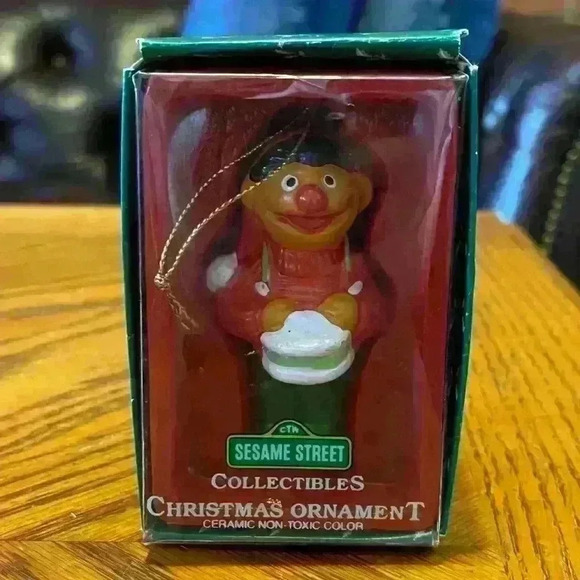 CTW
SESAME STREET
COLLECTIBLES
CHRISTMAS ORNAMENT
CERAMIC NON-TOXIC COLOR